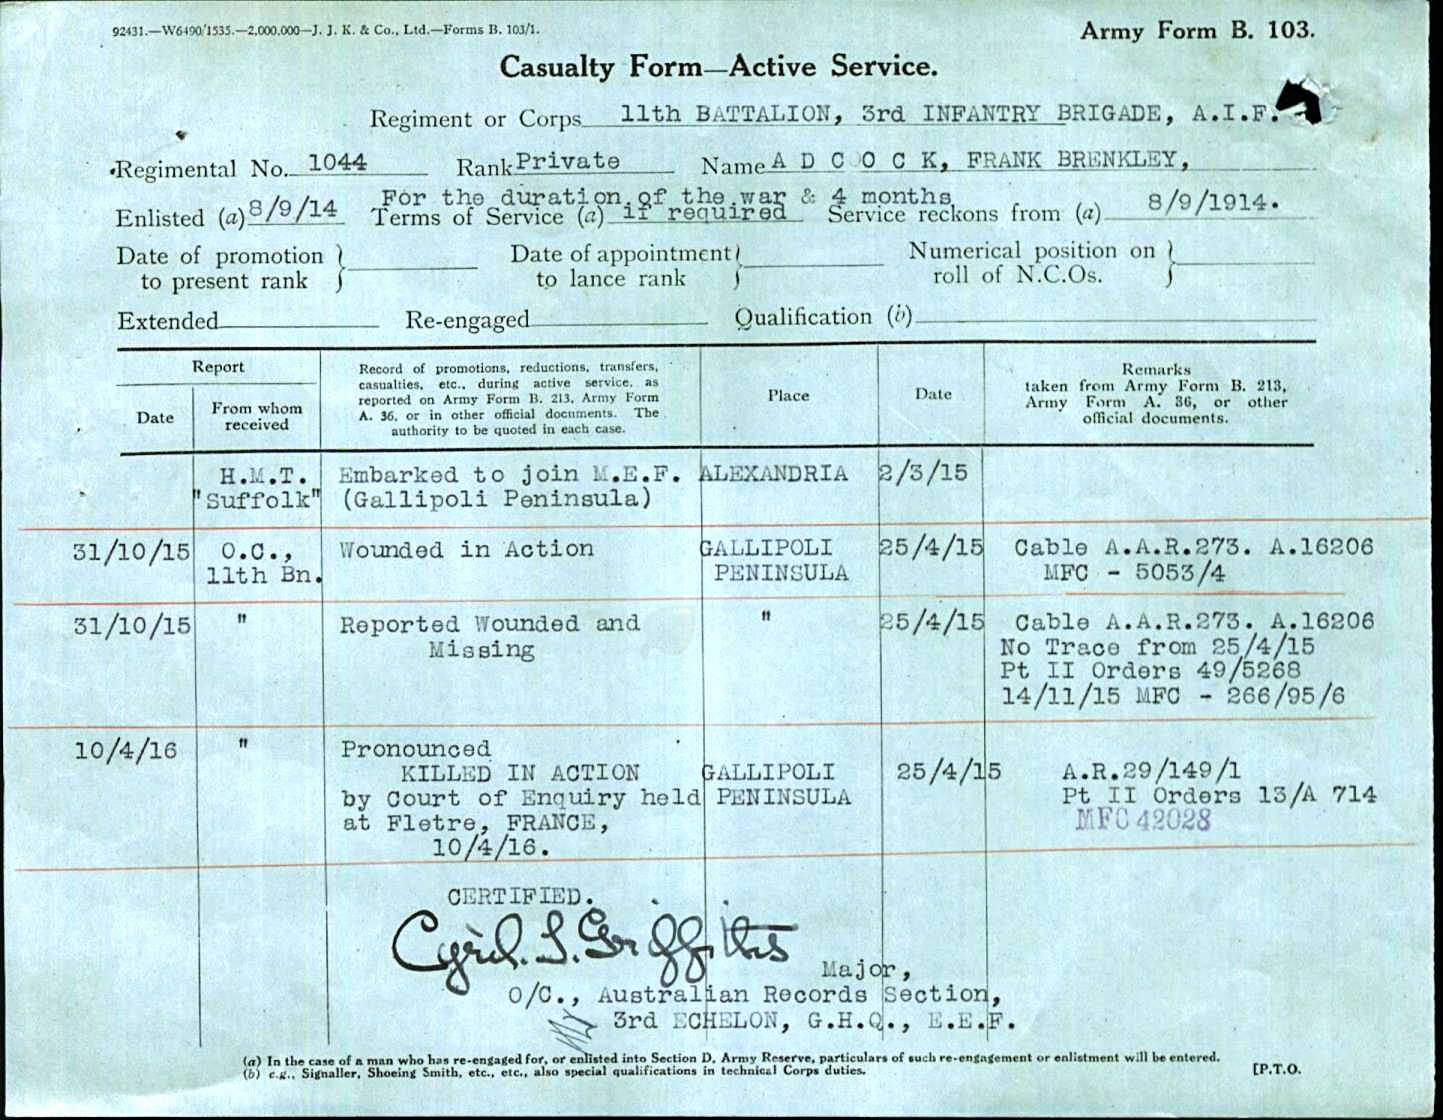 92431.—W6490/1535.—2,000,000—J. J. K. & Co., Ltd.—Forms B. 103/1.
Army Form B. 103.
Casualty Form—Active Service.
Regiment or Corps 11th BATTALION, 3rd INFANTRY BRIGADE, A.I.F.
Regimental No. 1044 Rank Private Name A D C O C K, FRANK BRENKLEY,
For the duration of the war & 4 months
Enlisted (a) 8/9/14 Terms of Service (a) if required Service reckons from (a) 8/9/1914.
Date of promotion } Date of appointment } Numerical position on }
to present rank to lance rank roll of N.C.Os.
Extended Re-engaged Qualification (b)
Report
Date
From whom
received
Record of promotions, reductions, transfers,
casualties, etc., during active service, as
reported on Army Form B. 213, Army Form
A. 36, or in other official documents. The
authority to be quoted in each case.
Place
Date
Remarks
taken from Army Form B. 213,
Army Form A. 36, or other
official documents.
H.M.T. Embarked to join M.E.F. ALEXANDRIA 2/3/15
"Suffolk" (Gallipoli Peninsula)
31/10/15 O.C., Wounded in Action GALLIPOLI 25/4/15 Cable A.A.R.273. A.16206
11th Bn. PENINSULA MFC - 5053/4
31/10/15 " Reported Wounded and " 25/4/15 Cable A.A.R.273. A.16206
Missing No Trace from 25/4/15
Pt II Orders 49/5268
14/11/15 MFC - 266/95/6
10/4/16 " Pronounced
KILLED IN ACTION GALLIPOLI 25/4/15 A.R.29/149/1
by Court of Enquiry held PENINSULA Pt II Orders 13/A 714
at Fletre, FRANCE, MFC 42028
10/4/16.
CERTIFIED.
Cyril. S. Griffiths
Major,
O/C., Australian Records Section,
3rd ECHELON, G.H.Q., E.E.F.
(a) In the case of a man who has re-engaged for, or enlisted into Section D, Army Reserve, particulars of such re-engagement or enlistment will be entered.
(b) e.g., Signaller, Shoeing Smith, etc., etc., also special qualifications in technical Corps duties.
[P.T.O.